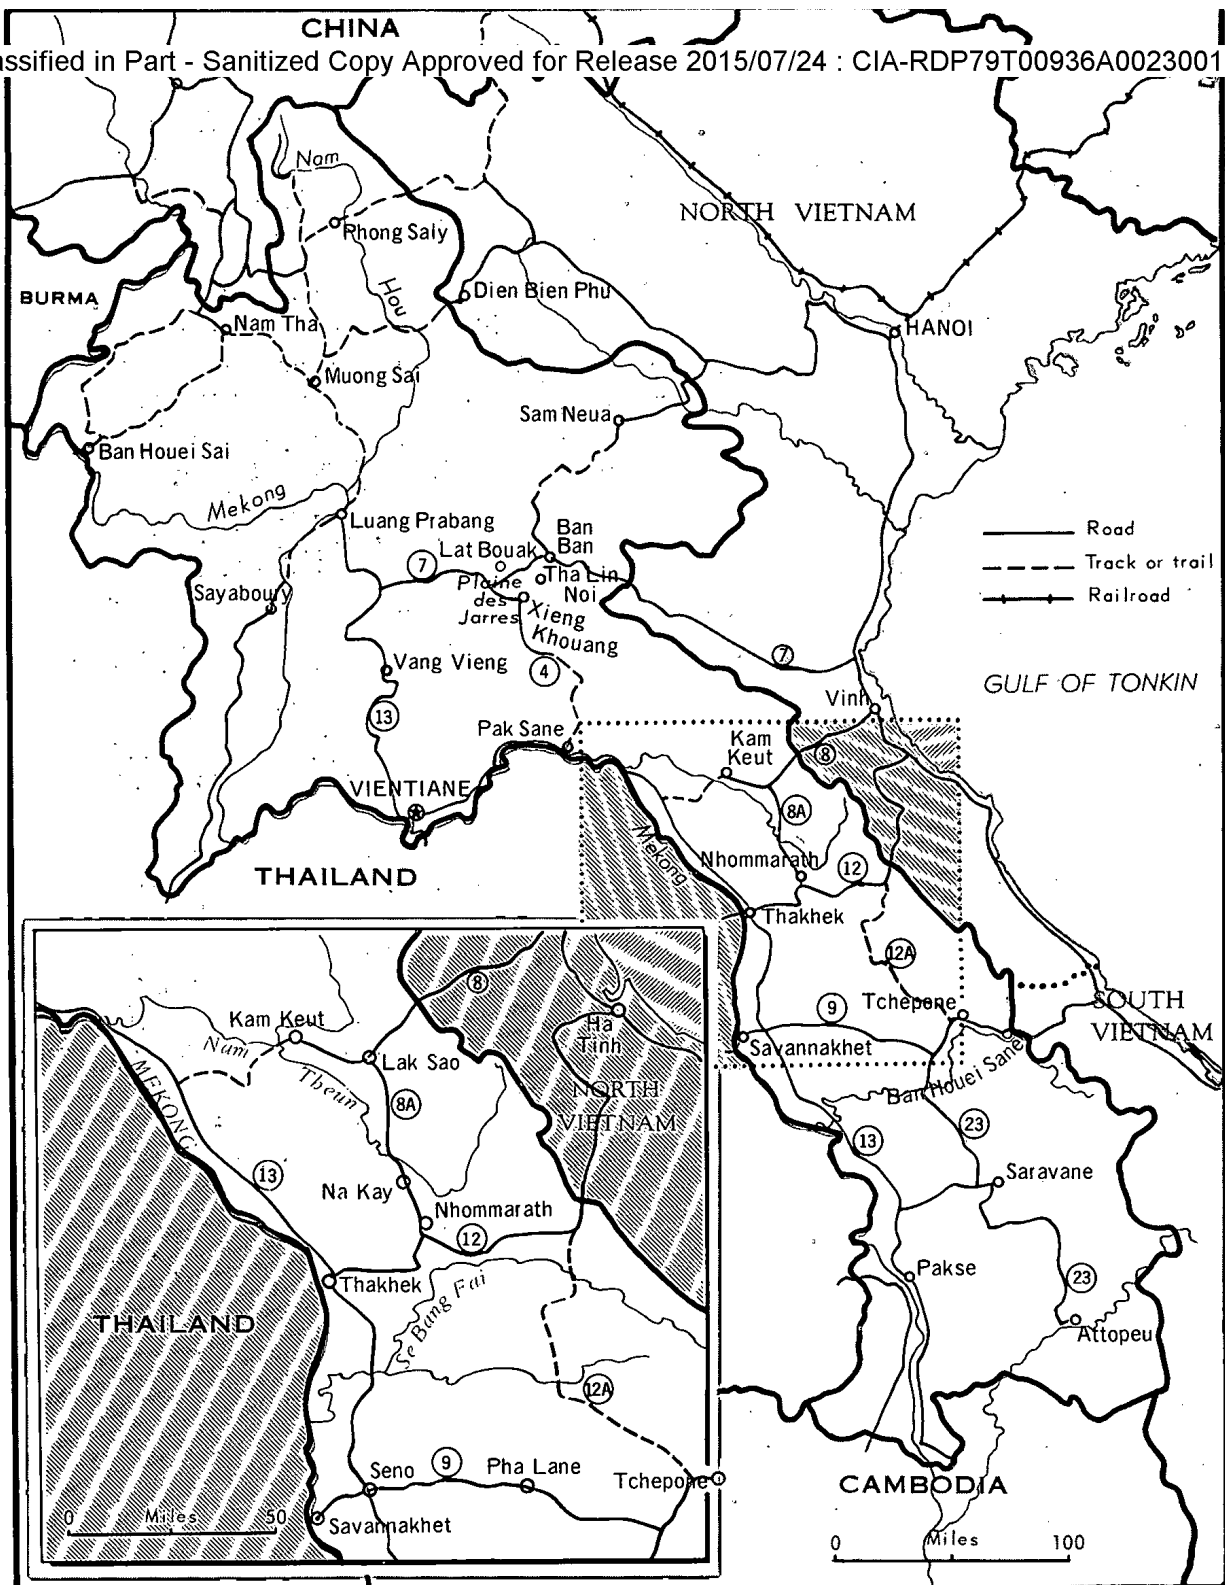 CHINA
assified in Part - Sanitized Copy Approved for Release 2015/07/24 : CIA-RDP79T00936A0023001
Nam
Phong Saly
NORTH VIETNAM
Hou
BURMA
Dien Bien Phu
Nam Tha
HANOI
Muong Sai
Sam Neua
Ban Houei Sai
Mekong
Luang Prabang
Ban
Ban
Lat Bouak
7
Tha Lin
Noi
Plaine
des
Jarres
Sayaboury
Xieng
Khouang
Road
Track or trail
Railroad
7
Vang Vieng
4
GULF OF TONKIN
Vinh
13
Pak Sane
Kam
Keut
8
VIENTIANE
8A
Mekong
Nhommarath
12
THAILAND
Thakhek
12A
Tchepone
9
SOUTH
VIETNAM
Savannakhet
Ban Houei Sane
23
13
Saravane
Pakse
23
Attopeu
CAMBODIA
Miles
0 100
8
Kam Keut
Ha
Tinh
Nam
Lak Sao
Theun
MEKONG
8A
NORTH
VIETNAM
13
Na Kay
Nhommarath
12
Thakhek
Se Bang Fai
THAILAND
12A
Seno
9
Pha Lane
Tchepone
0 Miles 50
Savannakhet